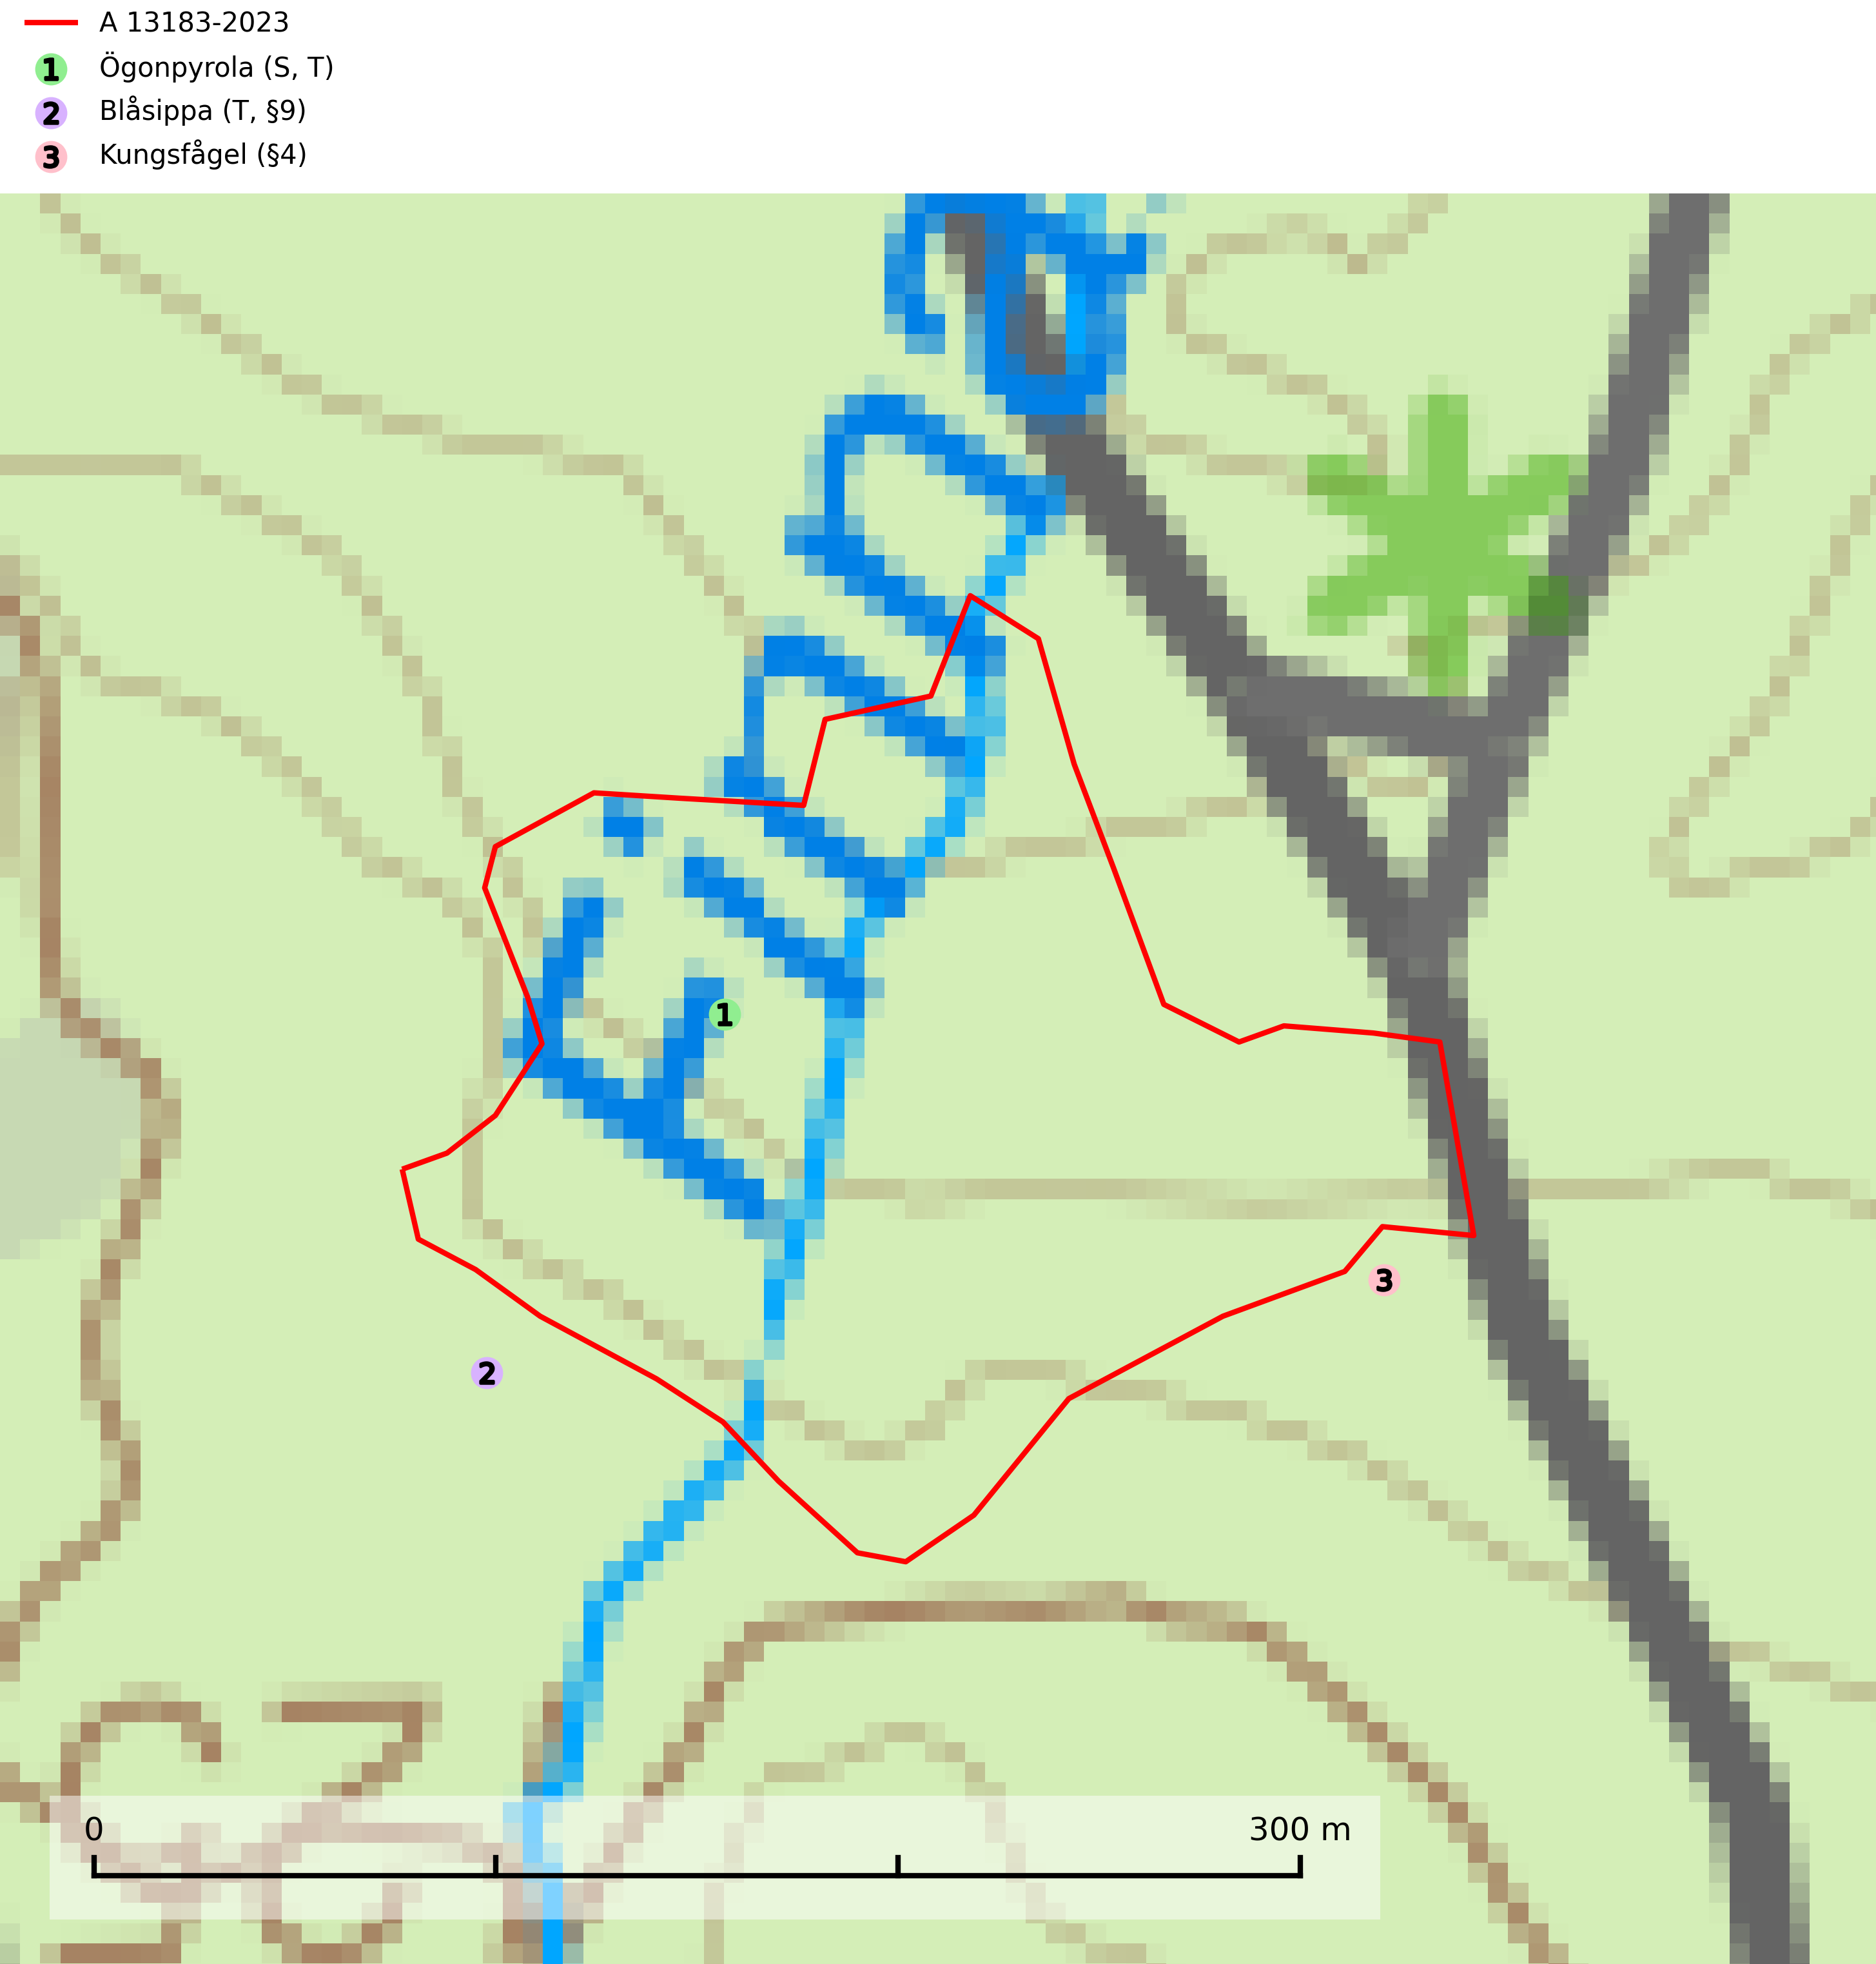 A 13183-2023
1 Ögonpyrola (S, T)
2 Blåsippa (T, §9)
3 Kungsfågel (§4)
1
3
2
0 300 m